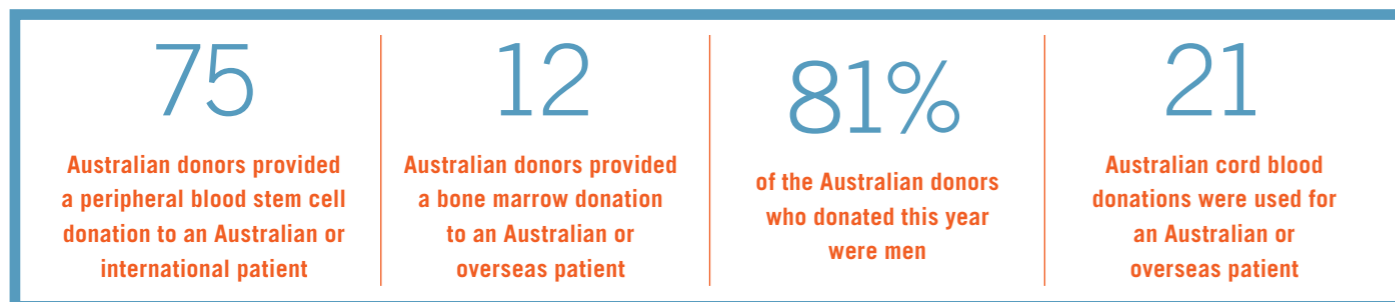 75
Australian donors provided
a peripheral blood stem cell
donation to an Australian or
international patient
12
Australian donors provided
a bone marrow donation
to an Australian or
overseas patient
81%
of the Australian donors
who donated this year
were men
21
Australian cord blood
donations were used for
an Australian or
overseas patient